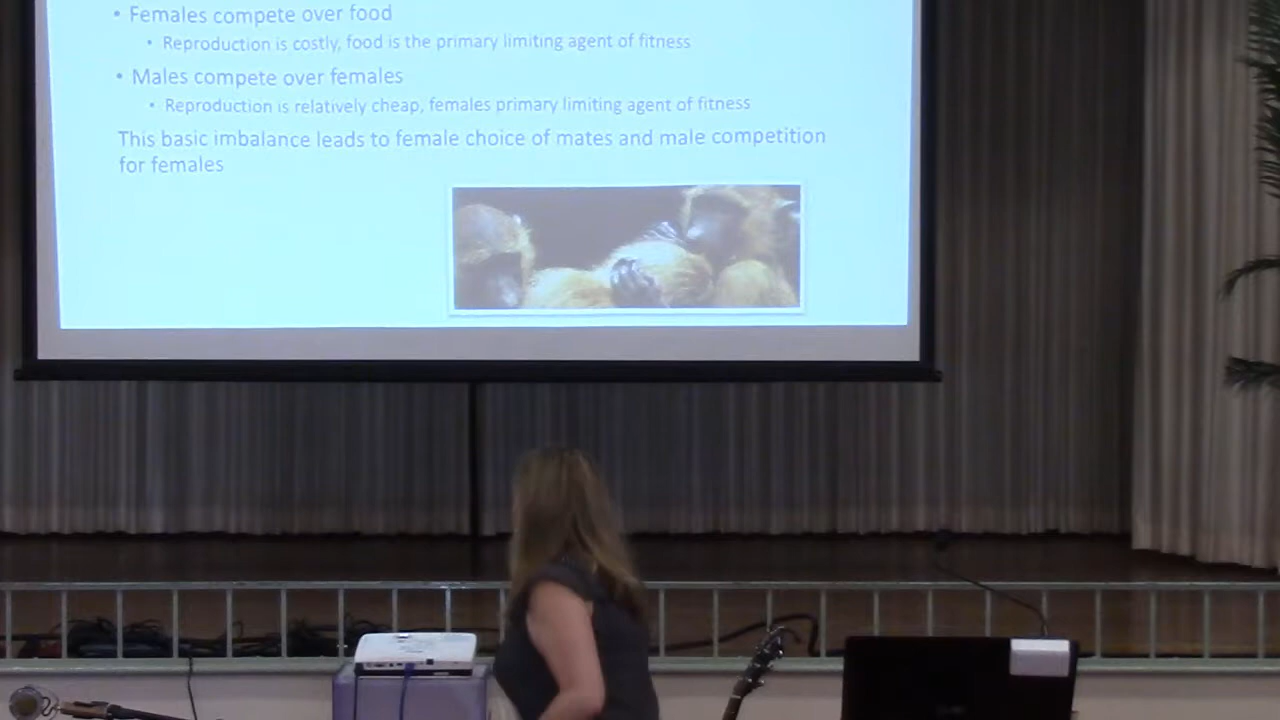 • Females compete over food
• Reproduction is costly, food is the primary limiting agent of fitness
• Males compete over females
• Reproduction is relatively cheap, females primary limiting agent of fitness
This basic imbalance leads to female choice of mates and male competition
for females